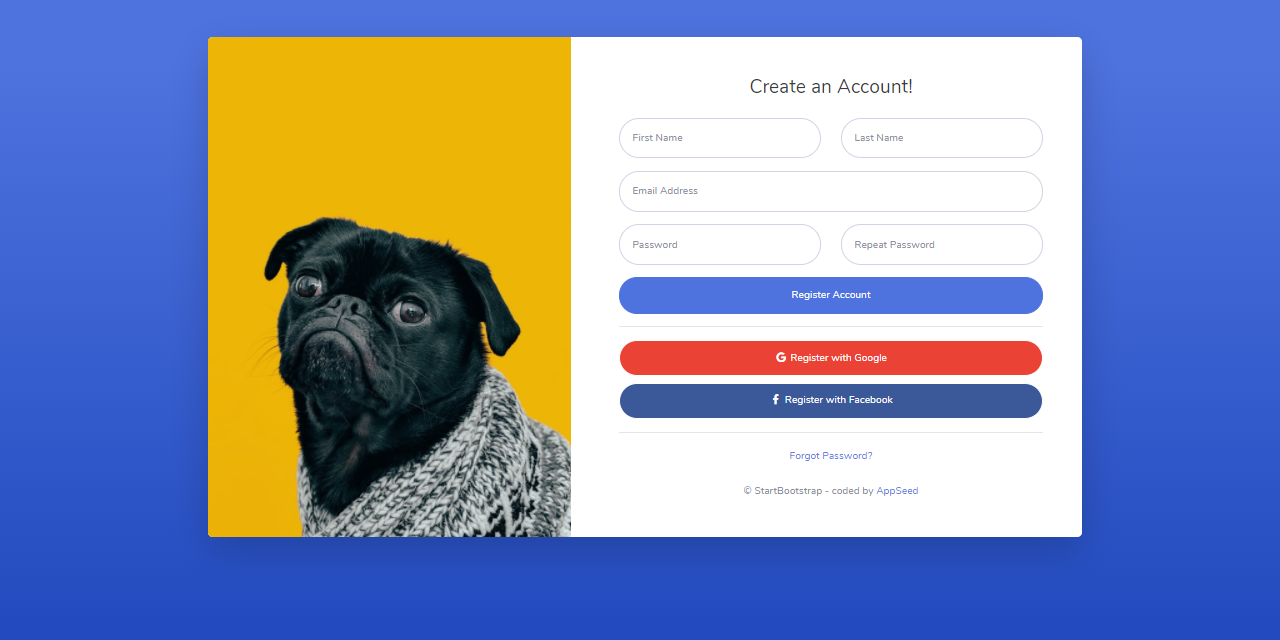 Create an Account!
First Name
Last Name
Email Address
Password
Repeat Password
Register Account
Register with Google
Register with Facebook
Forgot Password?
© StartBootstrap - coded by AppSeed